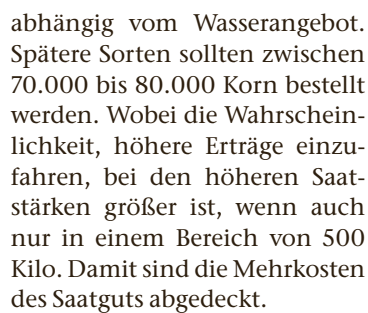 abhängig vom Wasserangebot.
Spätere Sorten sollten zwischen
70.000 bis 80.000 Korn bestellt
werden. Wobei die Wahrschein-
lichkeit, höhere Erträge einzu-
fahren, bei den höheren Saat-
stärken größer ist, wenn auch
nur in einem Bereich von 500
Kilo. Damit sind die Mehrkosten
des Saatguts abgedeckt.